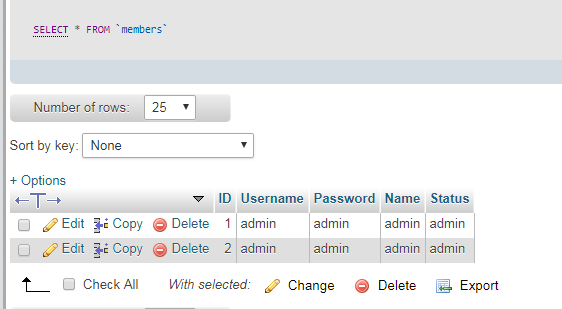 SELECT * FROM `members`
Number of rows: 25
Sort by key: None
+ Options
←T→ ID Username Password Name Status
Edit Copy Delete 1 admin admin admin admin
Edit Copy Delete 2 admin admin admin admin
Check All With selected: Change Delete Export